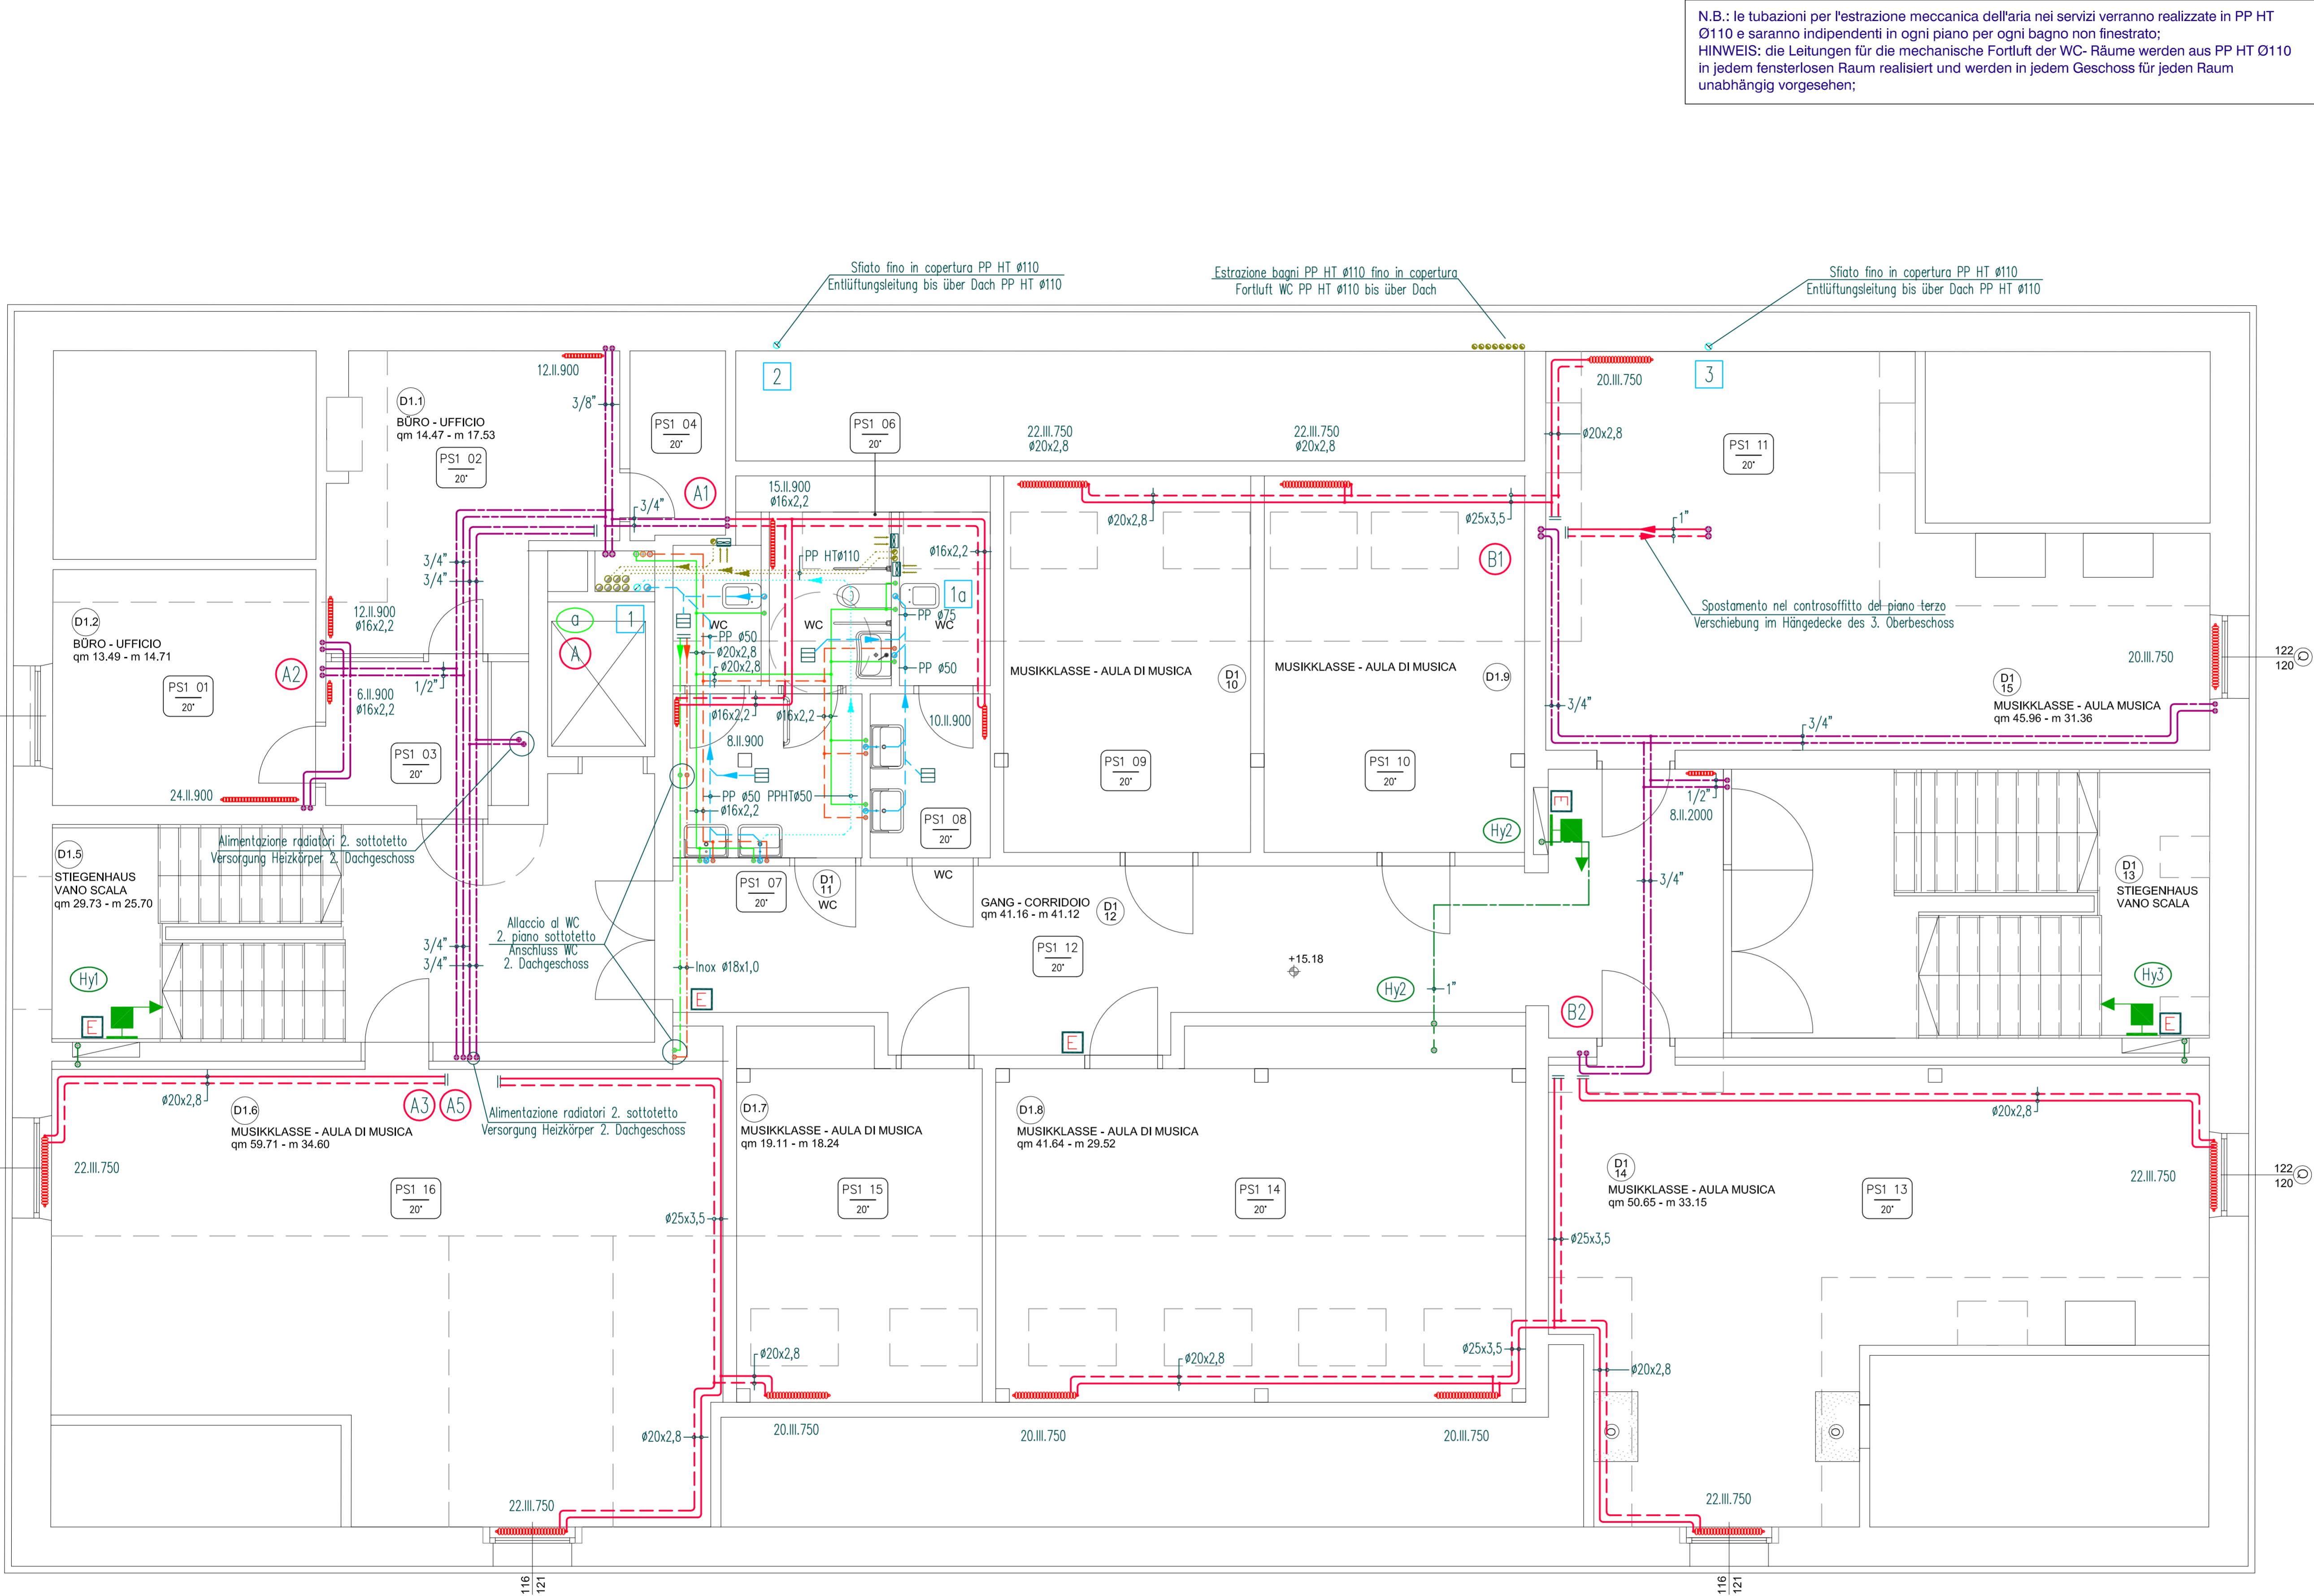 N.B.: le tubazioni per l'estrazione meccanica dell'aria nei servizi verranno realizzate in PP HT
Ø110 e saranno indipendenti in ogni piano per ogni bagno non finestrato;
HINWEIS: die Leitungen für die mechanische Fortluft der WC- Räume werden aus PP HT Ø110
in jedem fensterlosen Raum realisiert und werden in jedem Geschoss für jeden Raum
unabhängig vorgesehen;
Sfiato fino in copertura PP HT ø110
Entlüftungsleitung bis über Dach PP HT ø110
Estrazione bagni PP HT ø110 fino in copertura
Fortluft WC PP HT ø110 bis über Dach
Sfiato fino in copertura PP HT ø110
Entlüftungsleitung bis über Dach PP HT ø110
12.II.900
2
3
20.III.750
3/8"
D1.1
BÜRO - UFFICIO
qm 14.47 - m 17.53
PS1 02
20°
PS1 04
20°
PS1 06
20°
22.III.750
ø20x2,8
22.III.750
ø20x2,8
ø20x2,8
PS1 11
20°
A1
3/4"
15.II.900
ø16x2,2
ø20x2,8
ø25x3,5
1"
B1
3/4"
3/4"
PP HTø110
ø16x2,2
12.II.900
ø16x2,2
D1.2
BÜRO - UFFICIO
qm 13.49 - m 14.71
a
1
1a
A
WC
WC
WC
PP ø75
PP ø50
ø20x2,8
ø20x2,8
PP ø50
Spostamento nel controsoffitto del piano terzo
Verschiebung im Hängedecke des 3. Oberbeschoss
A2
PS1 01
20°
6.II.900
ø16x2,2
1/2"
MUSIKKLASSE - AULA DI MUSICA
D1
10
MUSIKKLASSE - AULA DI MUSICA
D1.9
20.III.750
122
120
D1
15
MUSIKKLASSE - AULA MUSICA
qm 45.96 - m 31.36
3/4"
3/4"
ø16x2,2
ø16x2,2
10.II.900
8.II.900
PS1 03
20°
PS1 09
20°
PS1 10
20°
24.II.900
PP ø50
PPHTø50
ø16x2,2
PS1 08
20°
1/2"
8.II.2000
E
Hy2
Alimentazione radiatori 2. sottotetto
Versorgung Heizkörper 2. Dachgeschoss
D1.5
STIEGENHAUS
VANO SCALA
qm 29.73 - m 25.70
PS1 07
20°
D1
11
WC
WC
3/4"
D1
13
STIEGENHAUS
VANO SCALA
GANG - CORRIDOIO
qm 41.16 - m 41.12
D1
12
Allaccio al WC
2. piano sottotetto
Anschluss WC
2. Dachgeschoss
3/4"
3/4"
PS1 12
20°
+15.18
Inox ø18x1,0
Hy1
Hy2
1"
Hy3
E
E
E
E
B2
ø20x2,8
A3
A5
Alimentazione radiatori 2. sottotetto
Versorgung Heizkörper 2. Dachgeschoss
D1.6
MUSIKKLASSE - AULA DI MUSICA
qm 59.71 - m 34.60
D1.7
MUSIKKLASSE - AULA DI MUSICA
qm 19.11 - m 18.24
D1.8
MUSIKKLASSE - AULA DI MUSICA
qm 41.64 - m 29.52
ø20x2,8
22.III.750
D1
14
MUSIKKLASSE - AULA MUSICA
qm 50.65 - m 33.15
22.III.750
122
120
PS1 16
20°
PS1 15
20°
PS1 14
20°
PS1 13
20°
ø25x3,5
ø25x3,5
ø20x2,8
ø20x2,8
ø25x3,5
ø20x2,8
ø20x2,8
20.III.750
20.III.750
20.III.750
22.III.750
22.III.750
116
121
116
121